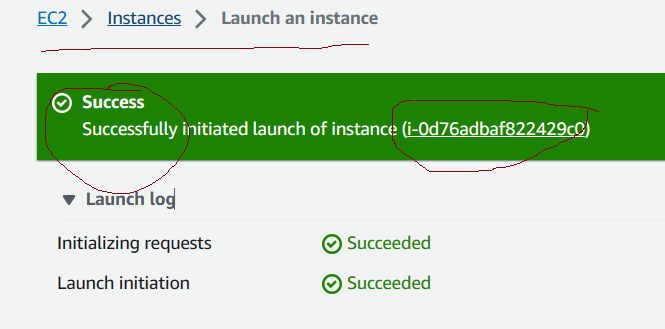 EC2 > Instances > Launch an instance
Success
Successfully initiated launch of instance (i-0d76adbaf822429c0)
Launch log
Initializing requests Succeeded
Launch initiation Succeeded